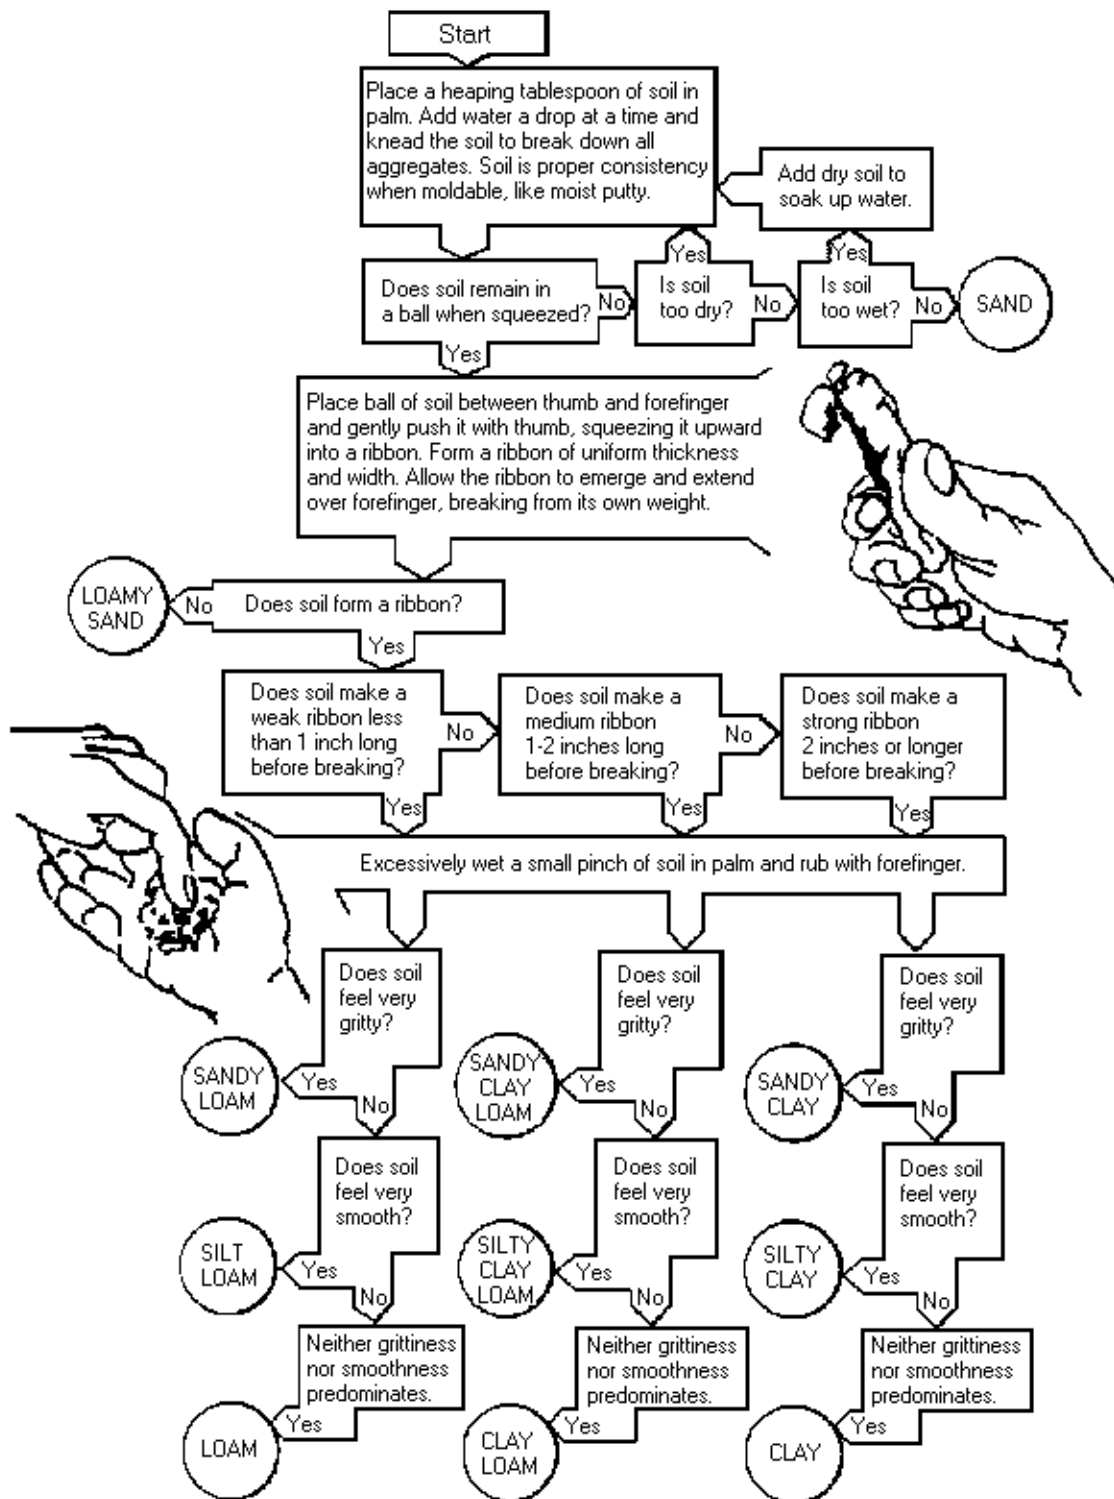 Start
Place a heaping tablespoon of soil in
palm. Add water a drop at a time and
knead the soil to break down all
aggregates. Soil is proper consistency
when moldable, like moist putty.
Add dry soil to
soak up water.
Yes
Yes
Does soil remain in
a ball when squeezed?
No
Is soil
too dry?
No
Is soil
too wet?
No
SAND
Yes
Place ball of soil between thumb and forefinger
and gently push it with thumb, squeezing it upward
into a ribbon. Form a ribbon of uniform thickness
and width. Allow the ribbon to emerge and extend
over forefinger, breaking from its own weight.
LOAMY
SAND
No
Does soil form a ribbon?
Yes
Does soil make a
weak ribbon less
than 1 inch long
before breaking?
No
Does soil make a
medium ribbon
1-2 inches long
before breaking?
No
Does soil make a
strong ribbon
2 inches or longer
before breaking?
Yes
Yes
Yes
Excessively wet a small pinch of soil in palm and rub with forefinger.
Does soil
feel very
gritty?
Does soil
feel very
gritty?
Does soil
feel very
gritty?
SANDY
LOAM
Yes
No
SANDY
CLAY
LOAM
Yes
No
SANDY
CLAY
Yes
No
Does soil
feel very
smooth?
Does soil
feel very
smooth?
Does soil
feel very
smooth?
SILT
LOAM
Yes
No
SILTY
CLAY
LOAM
Yes
No
SILTY
CLAY
Yes
No
Neither grittiness
nor smoothness
predominates.
Neither grittiness
nor smoothness
predominates.
Neither grittiness
nor smoothness
predominates.
LOAM
Yes
CLAY
LOAM
Yes
CLAY
Yes